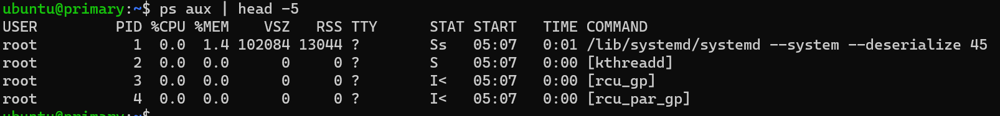 ubuntu@primary:~$ ps aux | head -5
USER         PID %CPU %MEM    VSZ   RSS TTY      STAT START   TIME COMMAND
root           1  0.0  1.4 102084 13044 ?        Ss   05:07   0:01 /lib/systemd/systemd --system --deserialize 45
root           2  0.0  0.0      0     0 ?        S    05:07   0:00 [kthreadd]
root           3  0.0  0.0      0     0 ?        I<   05:07   0:00 [rcu_gp]
root           4  0.0  0.0      0     0 ?        I<   05:07   0:00 [rcu_par_gp]
ubuntu@primary:~$